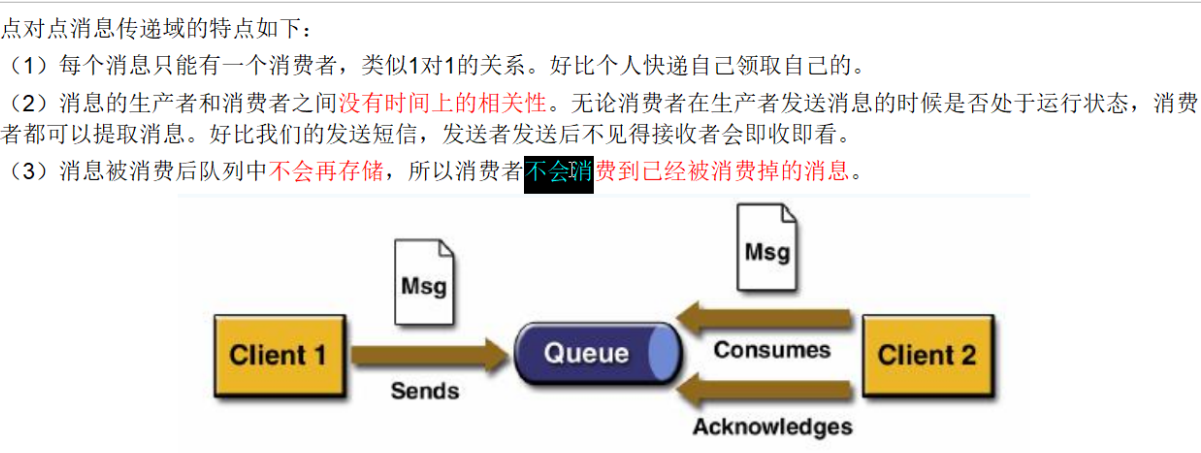 点对点消息传递域的特点如下：
（1）每个消息只能有一个消费者，类似1对1的关系。好比个人快递自己领取自己的。
（2）消息的生产者和消费者之间没有时间上的相关性。无论消费者在生产者发送消息的时候是否处于运行状态，消费
者都可以提取消息。好比我们的发送短信，发送者发送后不见得接收者会即收即看。
（3）消息被消费后队列中不会再存储，所以消费者不会消费到已经被消费掉的消息。
Msg
Msg
Client 1
Sends
Queue
Consumes
Client 2
Acknowledges